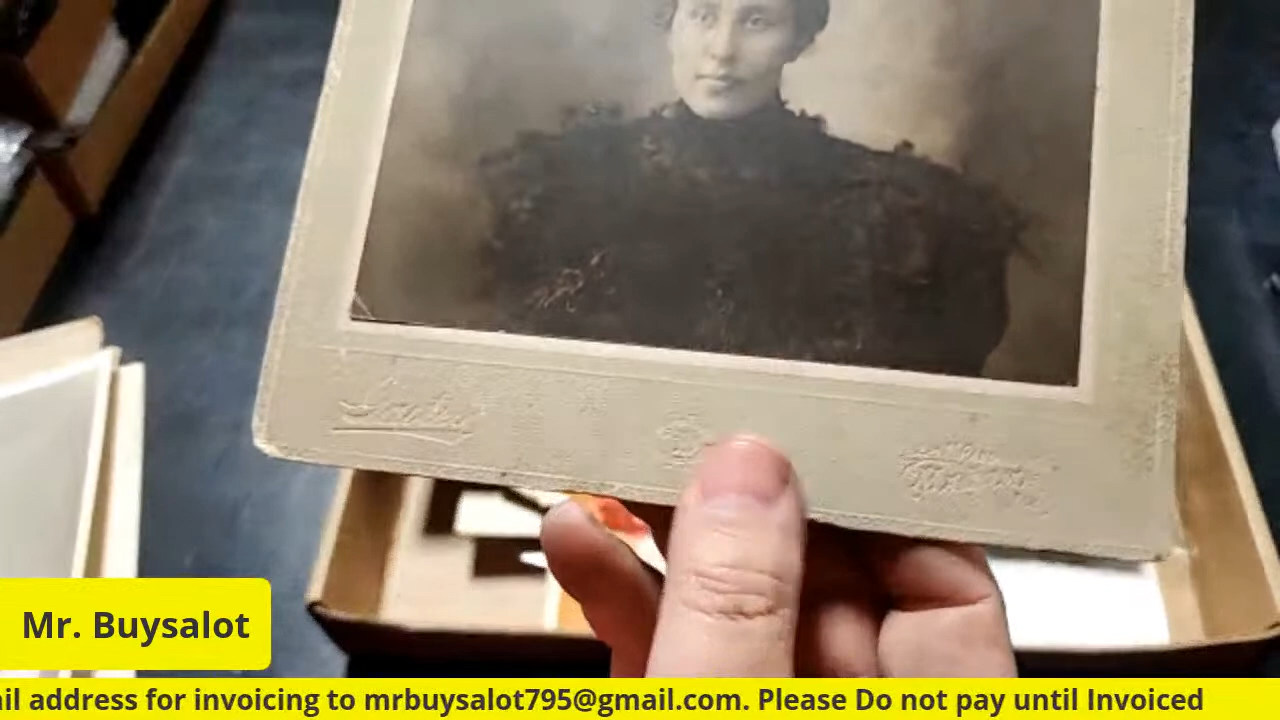 Mr. Buysalot
ail address for invoicing to mrbuysalot795@gmail.com. Please Do not pay until Invoiced